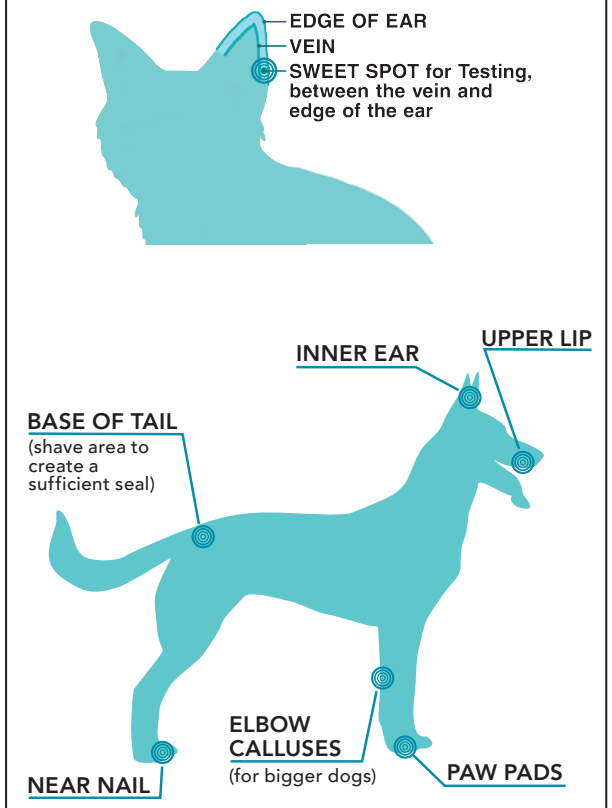 EDGE OF EAR
VEIN
SWEET SPOT for Testing,
between the vein and
edge of the ear
UPPER LIP
INNER EAR
BASE OF TAIL
(shave area to
create a
sufficient seal)
ELBOW
CALLUSES
(for bigger dogs)
PAW PADS
NEAR NAIL